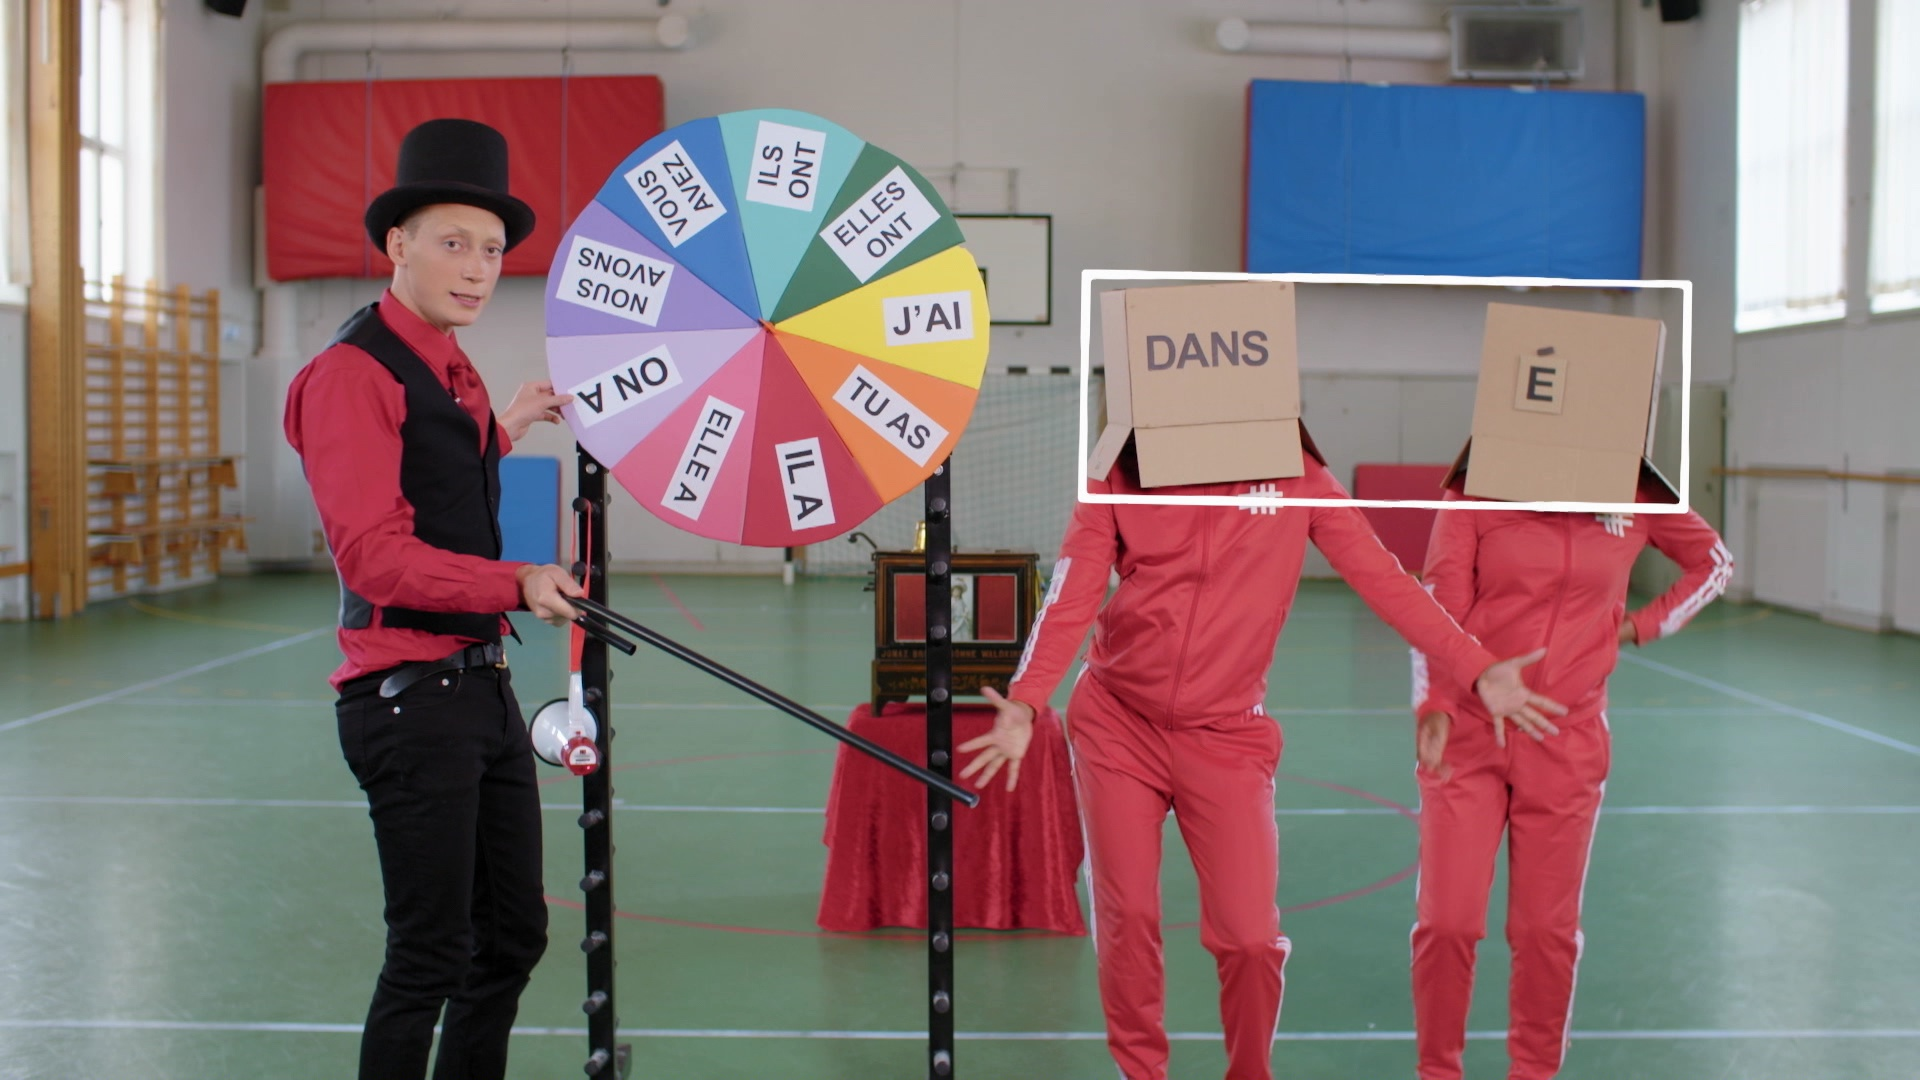 ILS
ONT
ELLES
ONT
J'AI
TU AS
IL A
ELLE A
ON A
NOUS
AVONS
VOUS
AVEZ
DANS
É